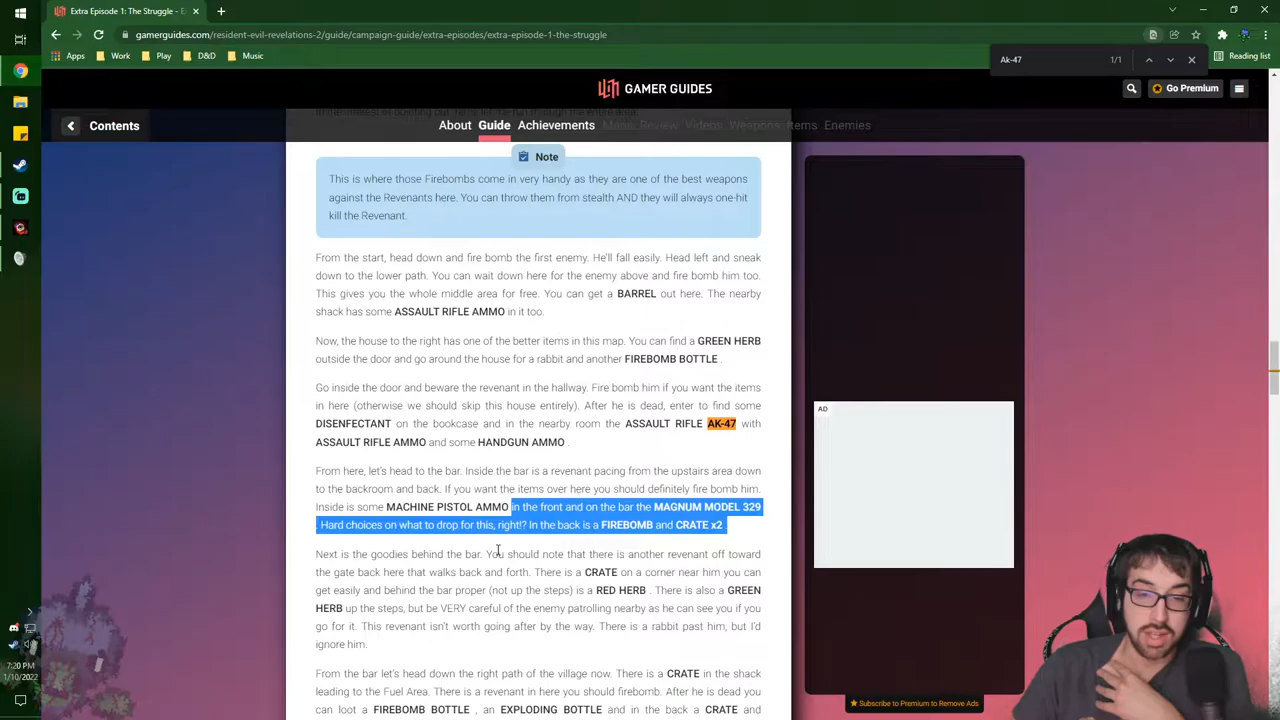 Extra Episode 1: The Struggle
gamerguides.com/resident-evil-revelations-2/guide/campaign-guide/extra-episodes/extra-episode-1-the-struggle
Apps Work Play D&D Music
Reading list
Ak-47 1/1
GAMER GUIDES
Go Premium
Contents
About Guide Achievements Maps Review Videos Weapons Items Enemies
Note
This is where those Firebombs come in very handy as they are one of the best weapons
against the Revenants here. You can throw them from stealth AND they will always one-hit
kill the Revenant.
From the start, head down and fire bomb the first enemy. He'll fall easily. Head left and sneak
down to the lower path. You can wait down here for the enemy above and fire bomb him too.
This gives you the whole middle area for free. You can get a BARREL out here. The nearby
shack has some ASSAULT RIFLE AMMO in it too.
Now, the house to the right has one of the better items in this map. You can find a GREEN HERB
outside the door and go around the house for a rabbit and another FIREBOMB BOTTLE .
Go inside the door and beware the revenant in the hallway. Fire bomb him if you want the items
in here (otherwise we should skip this house entirely). After he is dead, enter to find some
DISENFECTANT on the bookcase and in the nearby room the ASSAULT RIFLE AK-47 with
ASSAULT RIFLE AMMO and some HANDGUN AMMO .
From here, let's head to the bar. Inside the bar is a revenant pacing from the upstairs area down
to the backroom and back. If you want the items over here you should definitely fire bomb him.
Inside is some MACHINE PISTOL AMMO in the front and on the bar the MAGNUM MODEL 329
. Hard choices on what to drop for this, right!? In the back is a FIREBOMB and CRATE x2
Next is the goodies behind the bar. You should note that there is another revenant off toward
the gate back here that walks back and forth. There is a CRATE on a corner near him you can
get easily and behind the bar proper (not up the steps) is a RED HERB . There is also a GREEN
HERB up the steps, but be VERY careful of the enemy patrolling nearby as he can see you if you
go for it. This revenant isn't worth going after by the way. There is a rabbit past him, but I'd
ignore him.
From the bar let's head down the right path of the village now. There is a CRATE in the shack
leading to the Fuel Area. There is a revenant in here you should firebomb. After he is dead you
can loot a FIREBOMB BOTTLE , an EXPLODING BOTTLE and in the back a CRATE and
AD
Subscribe to Premium to Remove Ads
7:20 PM
1/10/2022